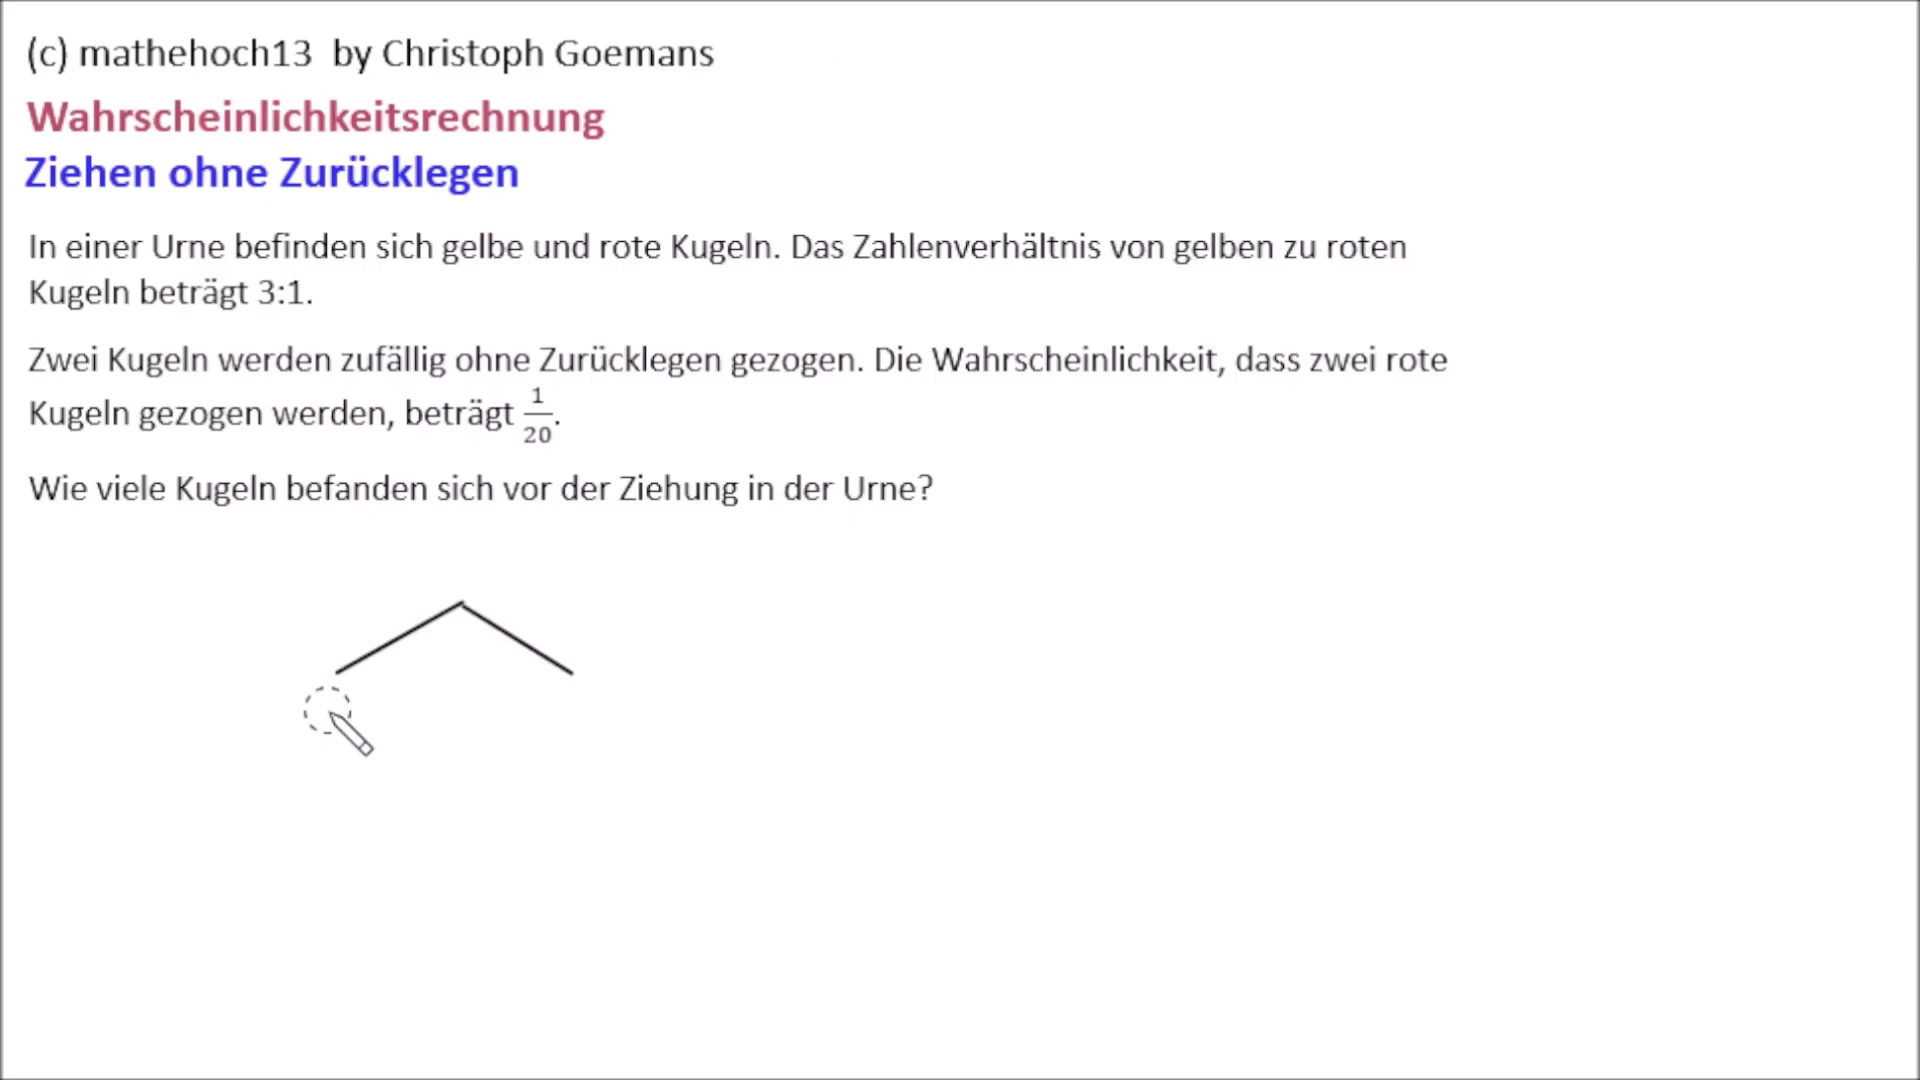 (c) mathehoch13  by Christoph Goemans
Wahrscheinlichkeitsrechnung
Ziehen ohne Zurücklegen
In einer Urne befinden sich gelbe und rote Kugeln. Das Zahlenverhältnis von gelben zu roten
Kugeln beträgt 3:1.
Zwei Kugeln werden zufällig ohne Zurücklegen gezogen. Die Wahrscheinlichkeit, dass zwei rote
Kugeln gezogen werden, beträgt 1/20.
Wie viele Kugeln befanden sich vor der Ziehung in der Urne?